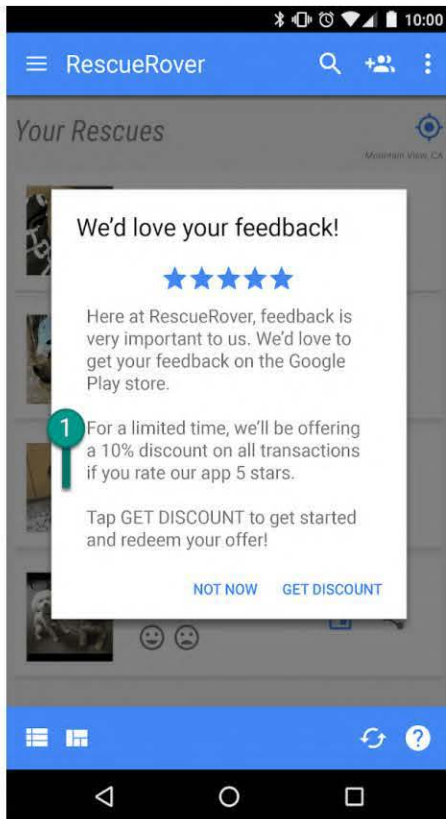 10:00
RescueRover
Your Rescues
Mountain View, CA
We'd love your feedback!
Here at RescueRover, feedback is
very important to us. We'd love to
get your feedback on the Google
Play store.
1
For a limited time, we'll be offering
a 10% discount on all transactions
if you rate our app 5 stars.
Tap GET DISCOUNT to get started
and redeem your offer!
NOT NOW GET DISCOUNT